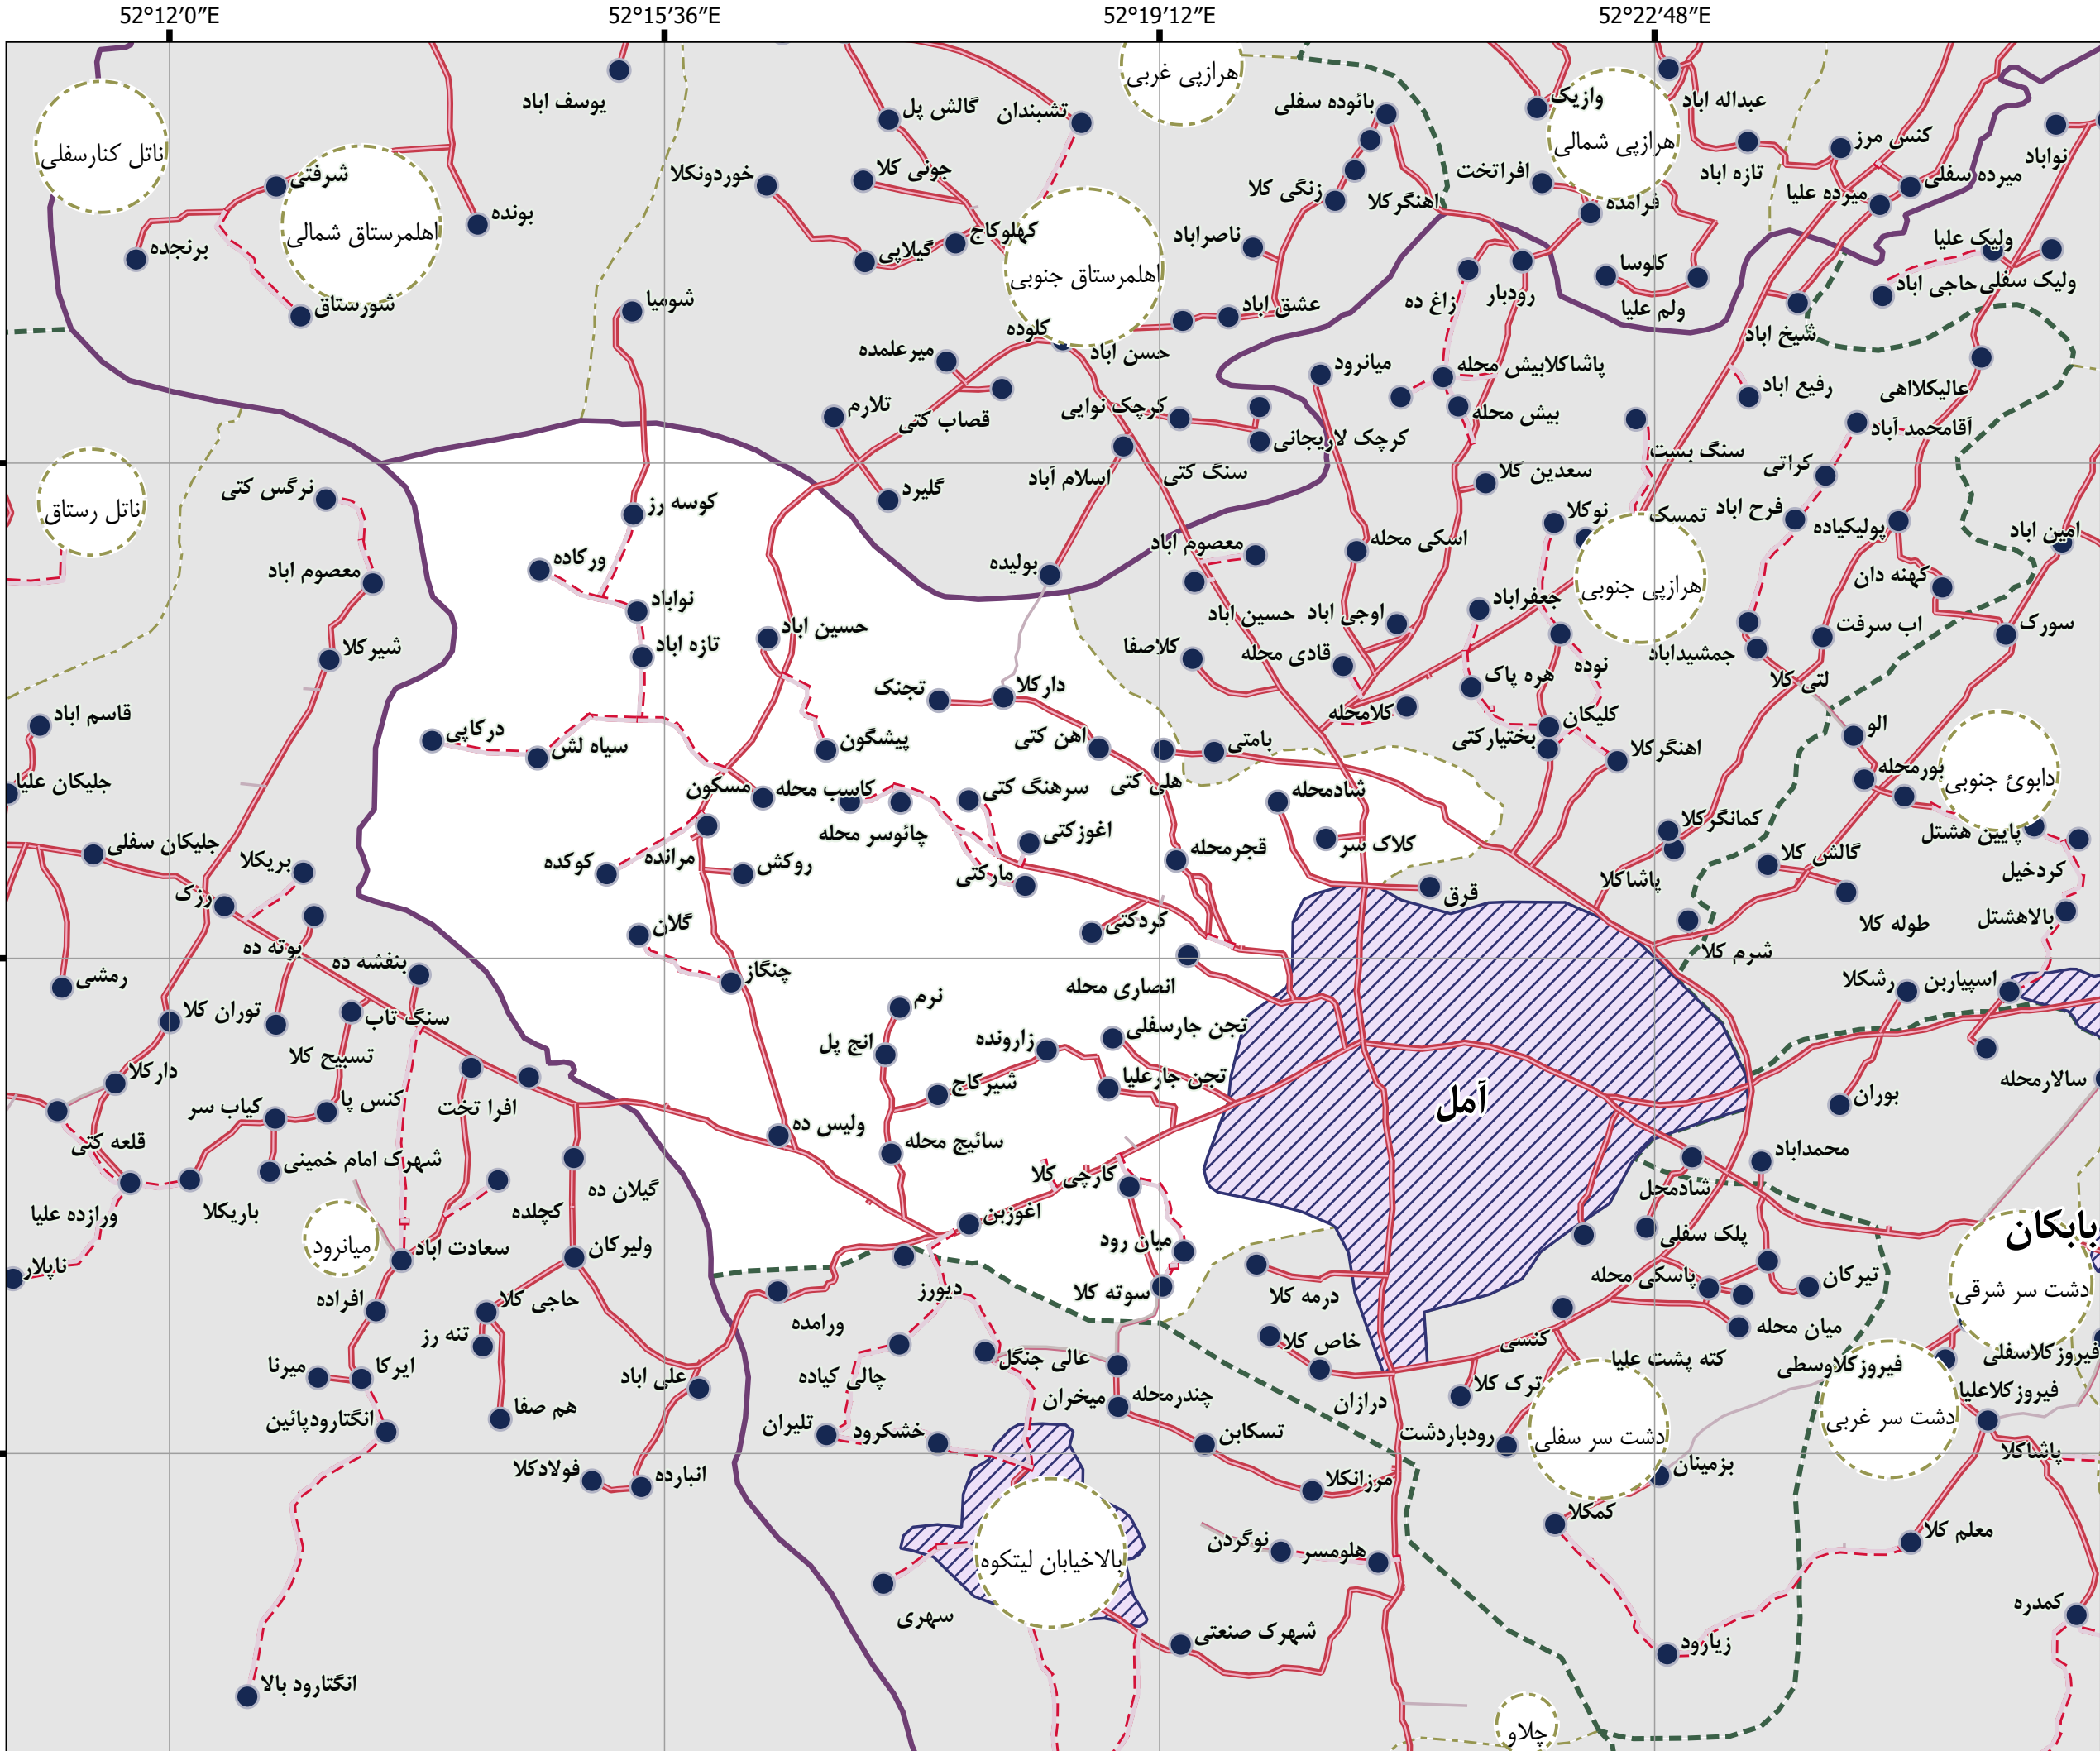 52°12′0″E
52°15′36″E
52°19′12″E
52°22′48″E
ناتل کنارسفلی
اهلمرستاق شمالی
شرفتی
برنجده
شورستاق
بونده
یوسف اباد
گالش پل
تشبندان
هرازپی غربی
بائوده سفلی
وازیک
هرازپی شمالی
عبداله اباد
تازه اباد
کنس مرز
نواباد
خوردونکلا
جونی کلا
کهلوکاج
گیلاپی
اهلمرستاق جنوبی
زنگی کلا
اهنگرکلا
افراتخت
فرامده
میرده سفلی
میرده علیا
ناصراباد
ولیک علیا
ولیک سفلی
حاجی اباد
کلوسا
ولم علیا
رودبار
زاغ ده
عشق اباد
شومیا
کلوده
حسن اباد
شیخ اباد
میرعلمده
میانرود
پاشاکلابیش محله
رفیع اباد
عالیکلااهی
تلارم
قصاب کتی
کرچک نوایی
بیش محله
کرچک لاریجانی
سنگ بست
آقامحمد آباد
ناتل رستاق
نرگس کتی
کوسه رز
گلیرد
اسلام آباد
سنگ کتی
سعدین کلا
کراتی
نوکلا
تمسک
فرح اباد
پولیکیاده
امین اباد
معصوم اباد
ورکاده
بولیده
معصوم اباد
اسکی محله
هرازپی جنوبی
کهنه دان
نواباد
حسین اباد
حسین اباد
اوجی اباد
جعفراباد
اب سرفت
سورک
شیرکلا
تازه اباد
کلاصفا
قادی محله
هره پاک
نوده
جمشیداباد
لتی کلا
تجنک
دارکلا
کلامحله
کلیکان
الو
قاسم اباد
درکاپی
سیاه لش
پیشگون
اهن کتی
بامتی
بختیارکتی
اهنگرکلا
دابوئ جنوبی
جلیکان علیا
مسکون
کاسب محله
سرهنگ کتی
هلی کتی
شادمحله
بورمحله
کمانگرکلا
پایین هشتل
جلیکان سفلی
چائوسر محله
اغوزکتی
قجرمحله
کلاک سر
گالش کلا
کردخیل
بریکلا
کوکده
مرانده
روکش
مارکتی
قرق
پاشاکلا
رزک
کردکتی
طوله کلا
بالاهشتل
گلان
بوته ده
بنفشه ده
چنگاز
شرم کلا
رمشی
انصاری محله
رشکلا
اسپیاربن
نرم
توران کلا
سنگ تاب
تجن جارسفلی
انج پل
زارونده
تسبیح کلا
دارکلا
شیرکاج
تجن جارعلیا
سالارمحله
آمل
بوران
کیاب سر
کنس پا
افرا تخت
ولیس ده
قلعه کتی
سائیج محله
محمداباد
شهرک امام خمینی
کارچی کلا
شادمحل
گیلان ده
ورازده علیا
باریکلا
کچلده
اغوزبن
پلک سفلی
پابکان
میانرود
سعادت اباد
ولیرکان
میان رود
ناپلار
دیورز
سوته کلا
درمه کلا
پاسکی محله
تیرکان
دشت سر شرقی
افراده
حاجی کلا
ورامده
میان محله
تنه رز
خاص کلا
کنسی
عالی جنگل
کته پشت علیا
فیروزکلاوسطی
فیروزکلاسفلی
میرنا
ایرکا
علی اباد
چالی کیاده
چندرمحله
میخران
ترک کلا
فیروزکلاعلیا
درازان
هم صفا
انگتارودپائین
تلیران
خشکرود
تسکابن
رودباردشت
دشت سر سفلی
دشت سر غربی
پاشاکلا
فولادکلا
انبارده
مرزانکلا
بزمینان
کمکلا
معلم کلا
بالاخیابان لیتکوه
نوگردن
هلومسر
سهری
شهرک صنعتی
کمدره
زیارود
انگتارود بالا
چلاو